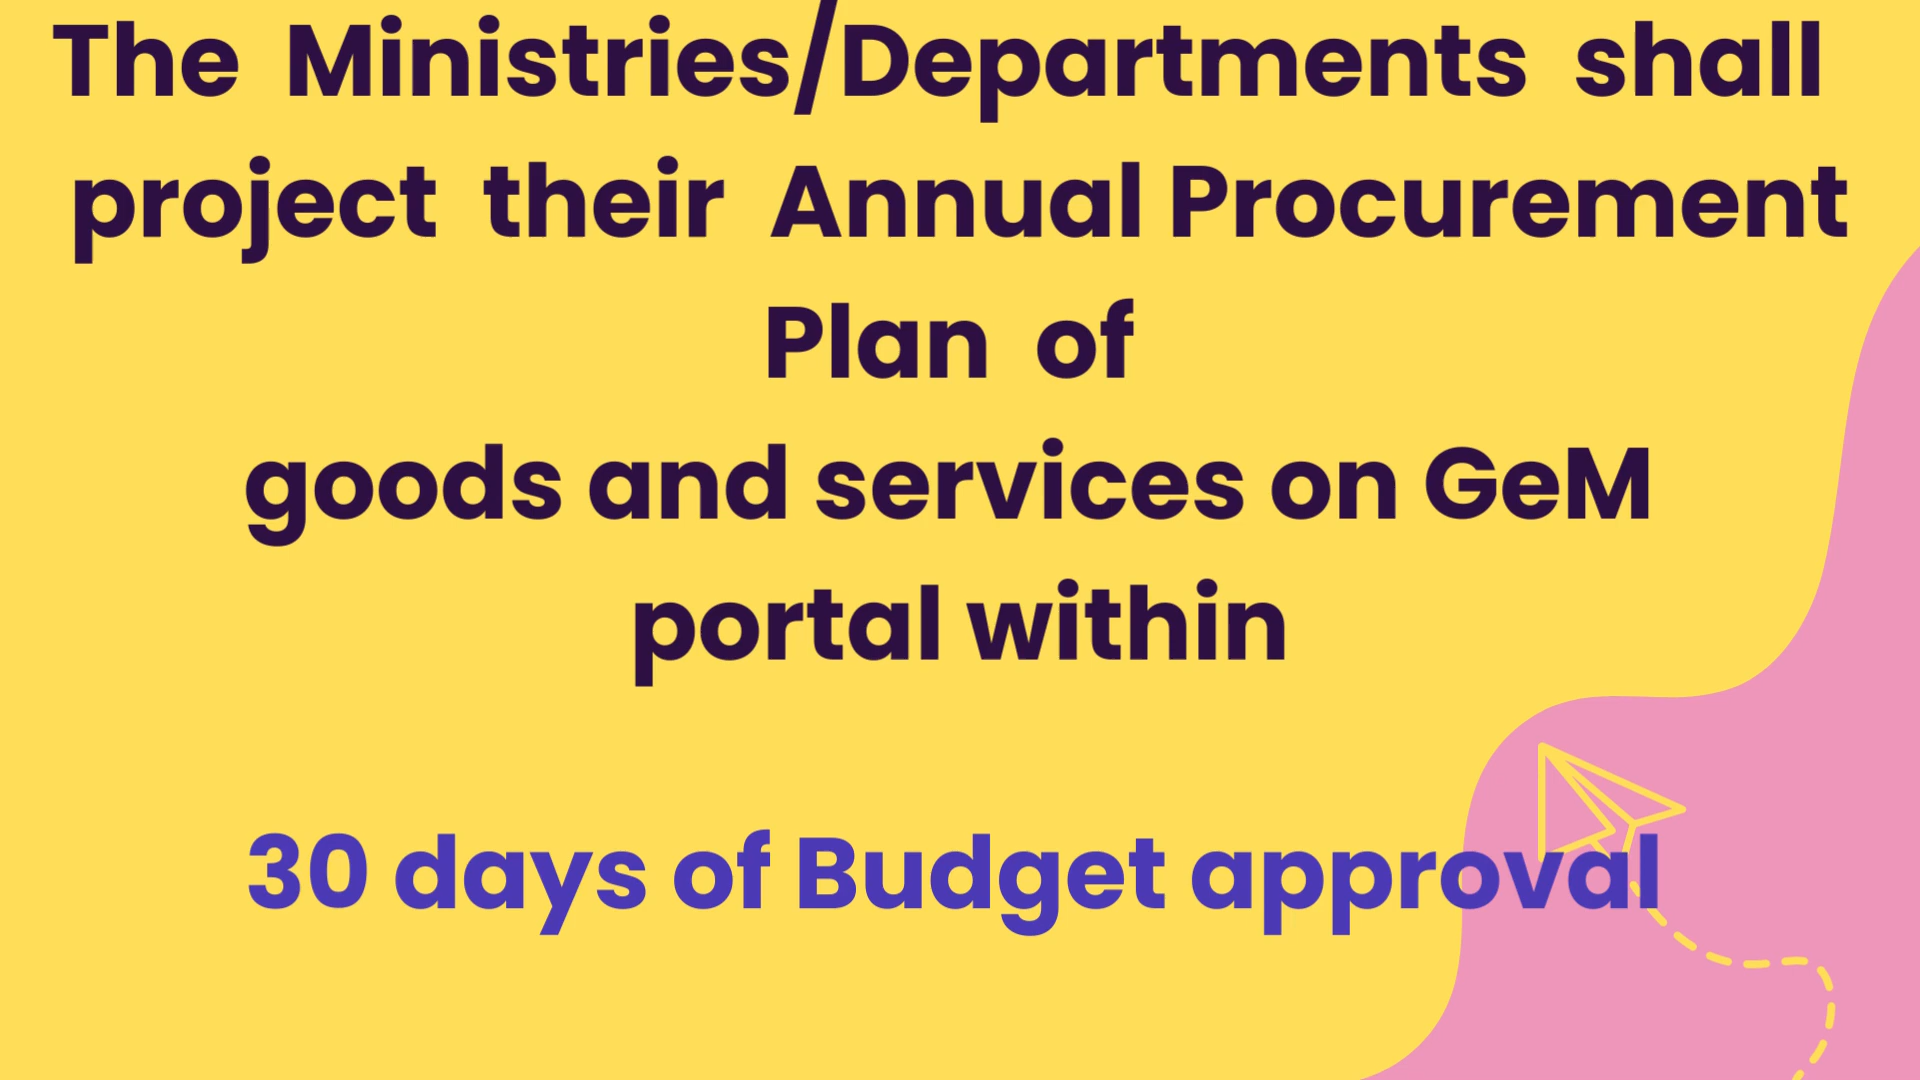 The Ministries/Departments shall
project their Annual Procurement
Plan of
goods and services on GeM
portal within
30 days of Budget approval